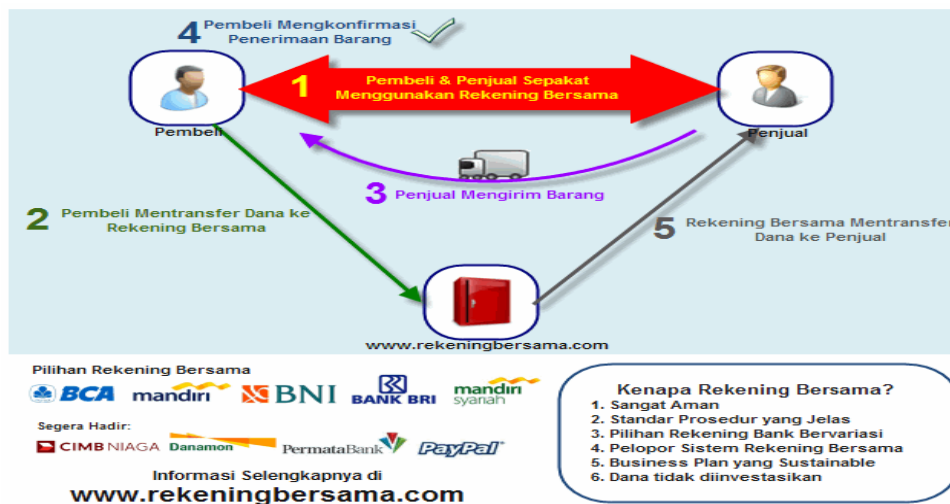 4 Pembeli Mengkonfirmasi
Penerimaan Barang
1 Pembeli & Penjual Sepakat
Menggunakan Rekening Bersama
Pembeli
Penjual
3 Penjual Mengirim Barang
2 Pembeli Mentransfer Dana ke
Rekening Bersama
5 Rekening Bersama Mentransfer
Dana ke Penjual
www.rekeningbersama.com
Pilihan Rekening Bersama
BCA mandiri BNI BANK BRI mandiri syariah
Segera Hadir:
CIMB NIAGA Danamon PermataBank PayPal
Informasi Selengkapnya di
www.rekeningbersama.com
Kenapa Rekening Bersama?
1. Sangat Aman
2. Standar Prosedur yang Jelas
3. Pilihan Rekening Bank Bervariasi
4. Pelopor Sistem Rekening Bersama
5. Business Plan yang Sustainable
6. Dana tidak diinvestasikan